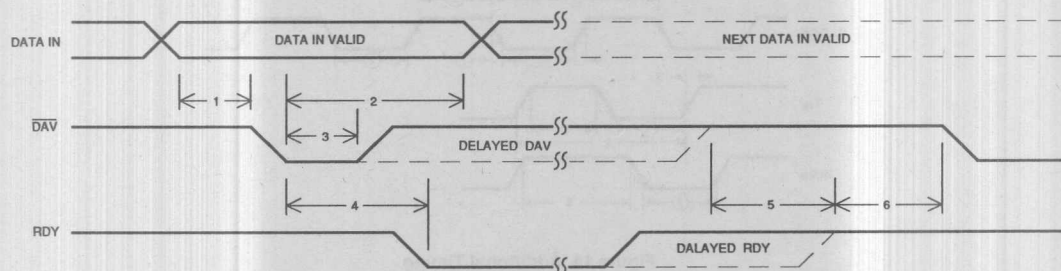 DATA IN
DATA IN VALID
NEXT DATA IN VALID
1
2
3
DAV
DELAYED DAV
4
5
6
RDY
DALAYED RDY